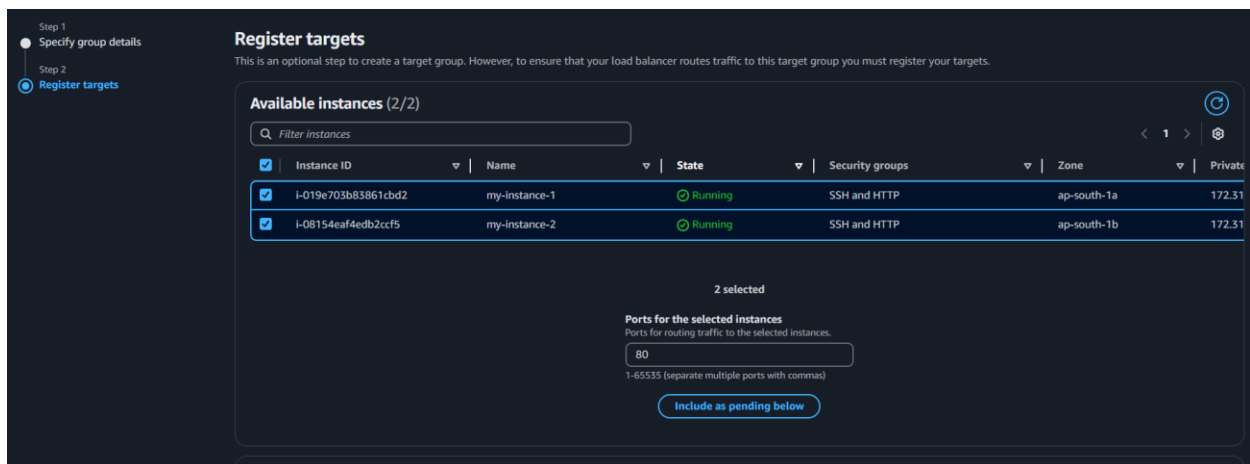 Step 1
Specify group details
Step 2
Register targets
Register targets
This is an optional step to create a target group. However, to ensure that your load balancer routes traffic to this target group you must register your targets.
Available instances (2/2)
Filter instances
1
Instance ID Name State Security groups Zone Private
i-019e703b83861cbd2 my-instance-1 Running SSH and HTTP ap-south-1a 172.31
i-08154eaf4edb2ccf5 my-instance-2 Running SSH and HTTP ap-south-1b 172.31
2 selected
Ports for the selected instances
Ports for routing traffic to the selected instances.
80
1-65535 (separate multiple ports with commas)
Include as pending below